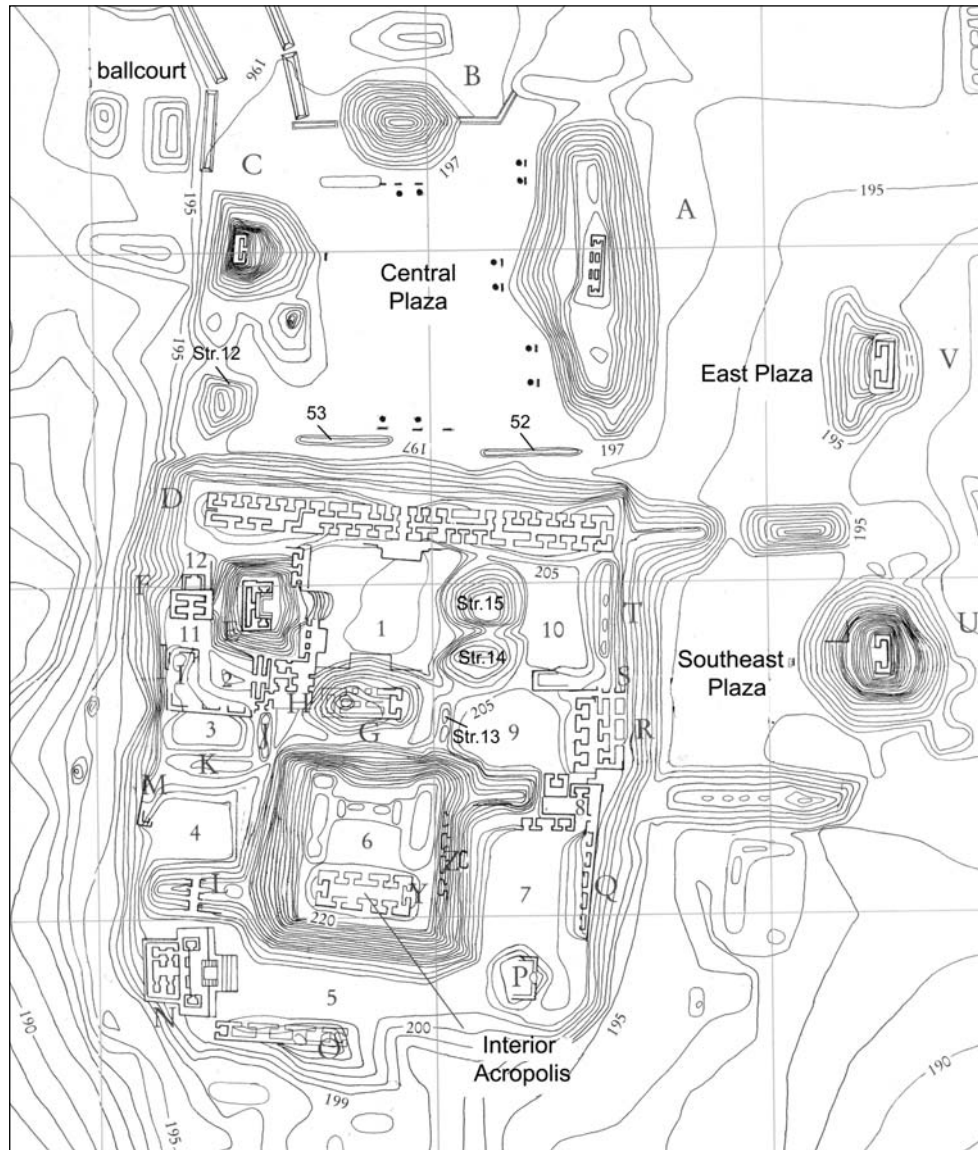 ballcourt
196
B
C
197
195
A
195
Central
Plaza
195
Str.12
East Plaza
V
53
52
195
197
197
D
195
12
205
F
Str.15
T
1
10
U
11
E
Str.14
Southeast
Plaza
S
I
2
H
205
3
G
Str.13
9
R
K
M
8
4
6
Z
L
Y
7
Q
220
P
5
N
200
195
190
O
Interior
Acropolis
190
199
195